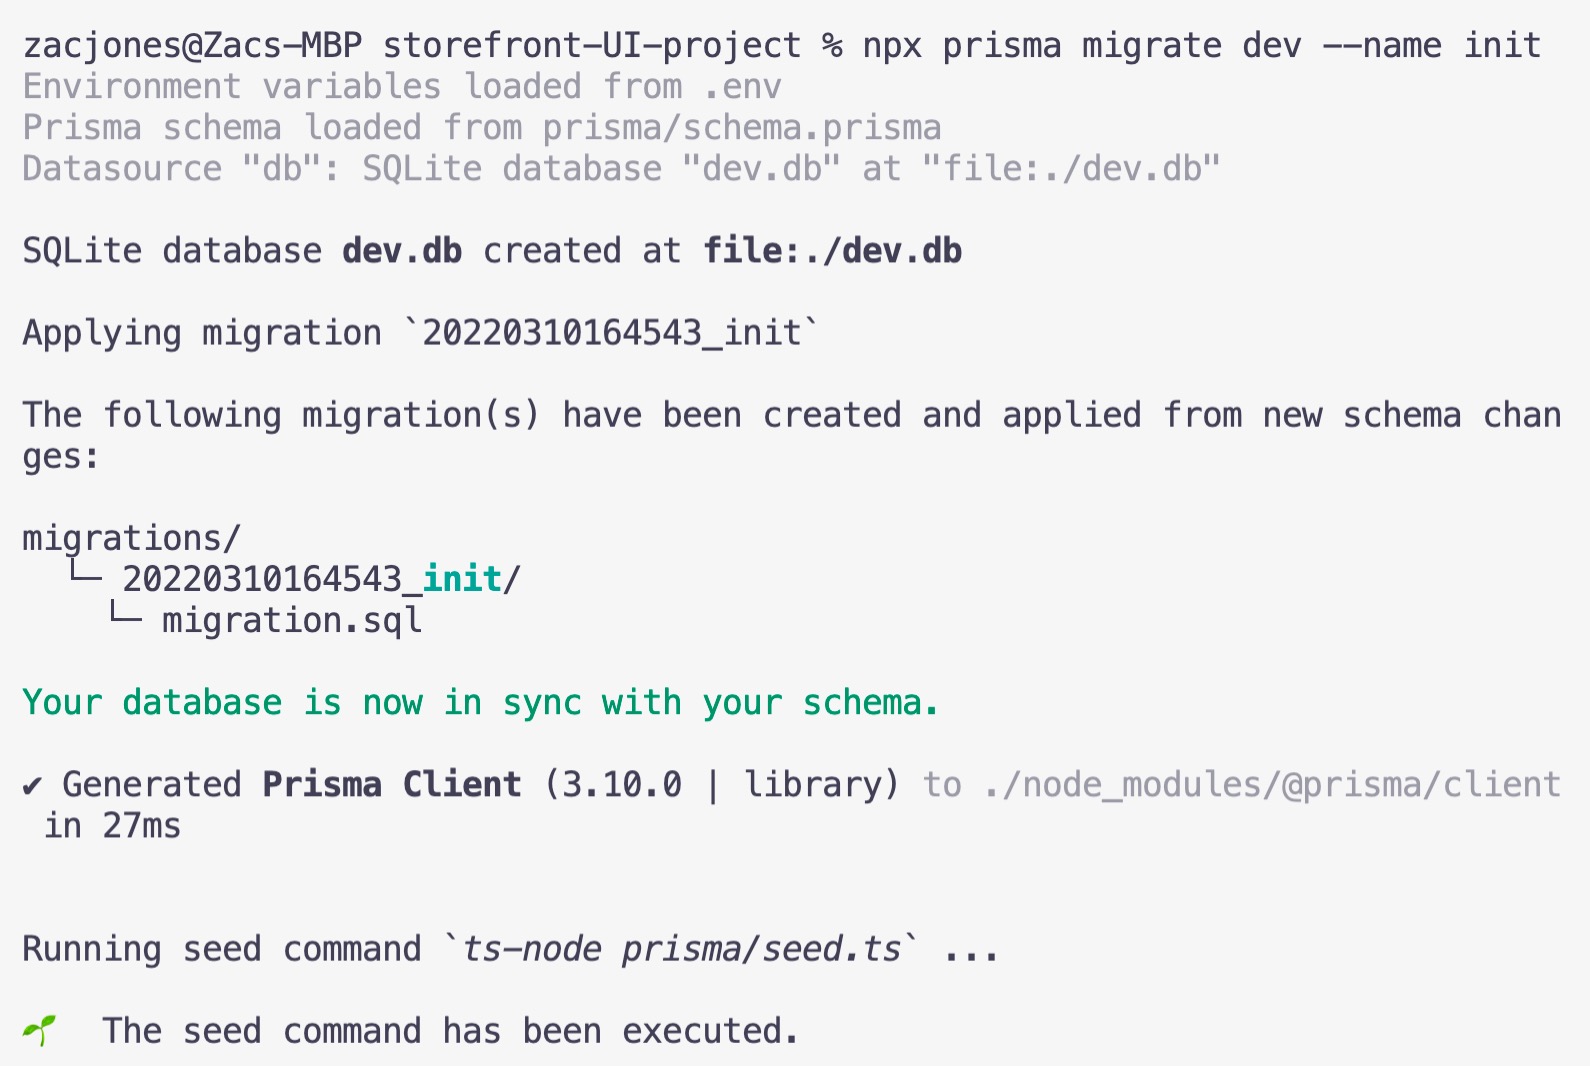 zacjones@Zacs-MBP storefront-UI-project % npx prisma migrate dev --name init
Environment variables loaded from .env
Prisma schema loaded from prisma/schema.prisma
Datasource "db": SQLite database "dev.db" at "file:./dev.db"
SQLite database dev.db created at file:./dev.db
Applying migration `20220310164543_init`
The following migration(s) have been created and applied from new schema chan
ges:
migrations/
└─ 20220310164543_init/
└─ migration.sql
Your database is now in sync with your schema.
✔ Generated Prisma Client (3.10.0 | library) to ./node_modules/@prisma/client
in 27ms
Running seed command `ts-node prisma/seed.ts` ...
🌱 The seed command has been executed.